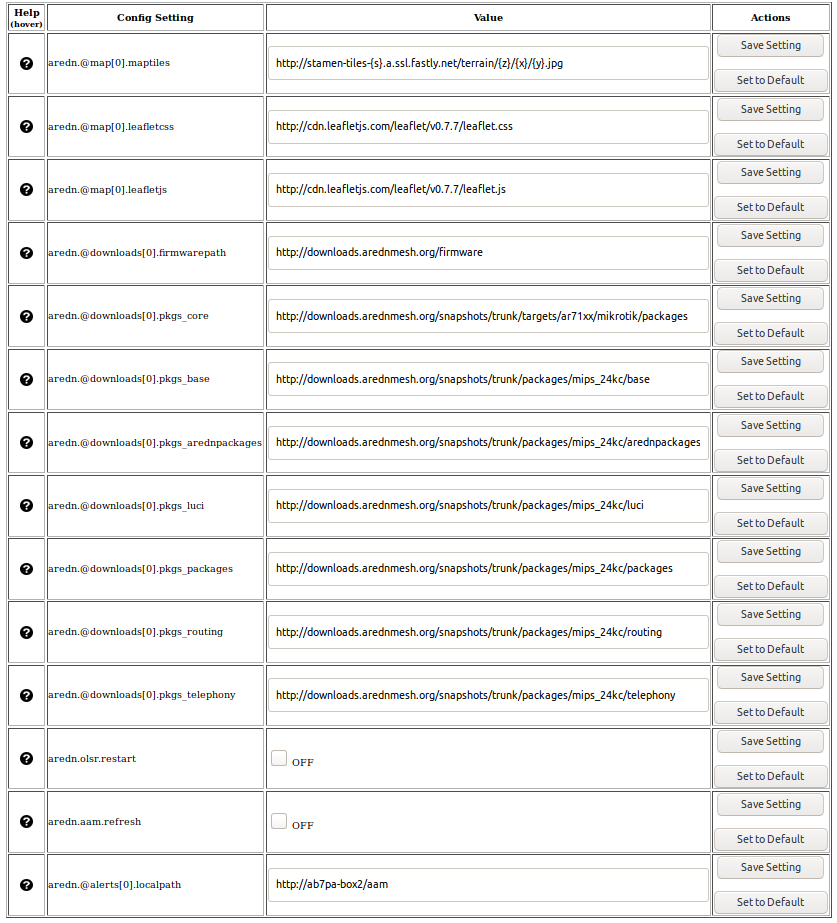 Help Config Setting Value Actions
(hover)
Save Setting
? aredn.@map[0].maptiles http://stamen-tiles-{s}.a.ssl.fastly.net/terrain/{z}/{x}/{y}.jpg
Set to Default
Save Setting
? aredn.@map[0].leafletcss http://cdn.leafletjs.com/leaflet/v0.7.7/leaflet.css
Set to Default
Save Setting
? aredn.@map[0].leafletjs http://cdn.leafletjs.com/leaflet/v0.7.7/leaflet.js
Set to Default
Save Setting
? aredn.@downloads[0].firmwarepath http://downloads.arednmesh.org/firmware
Set to Default
Save Setting
? aredn.@downloads[0].pkgs_core http://downloads.arednmesh.org/snapshots/trunk/targets/ar71xx/mikrotik/packages
Set to Default
Save Setting
? aredn.@downloads[0].pkgs_base http://downloads.arednmesh.org/snapshots/trunk/packages/mips_24kc/base
Set to Default
Save Setting
? aredn.@downloads[0].pkgs_arednpackages http://downloads.arednmesh.org/snapshots/trunk/packages/mips_24kc/arednpackages
Set to Default
Save Setting
? aredn.@downloads[0].pkgs_luci http://downloads.arednmesh.org/snapshots/trunk/packages/mips_24kc/luci
Set to Default
Save Setting
? aredn.@downloads[0].pkgs_packages http://downloads.arednmesh.org/snapshots/trunk/packages/mips_24kc/packages
Set to Default
Save Setting
? aredn.@downloads[0].pkgs_routing http://downloads.arednmesh.org/snapshots/trunk/packages/mips_24kc/routing
Set to Default
Save Setting
? aredn.@downloads[0].pkgs_telephony http://downloads.arednmesh.org/snapshots/trunk/packages/mips_24kc/telephony
Set to Default
Save Setting
? aredn.olsr.restart OFF
Set to Default
Save Setting
? aredn.aam.refresh OFF
Set to Default
Save Setting
? aredn.@alerts[0].localpath http://ab7pa-box2/aam
Set to Default